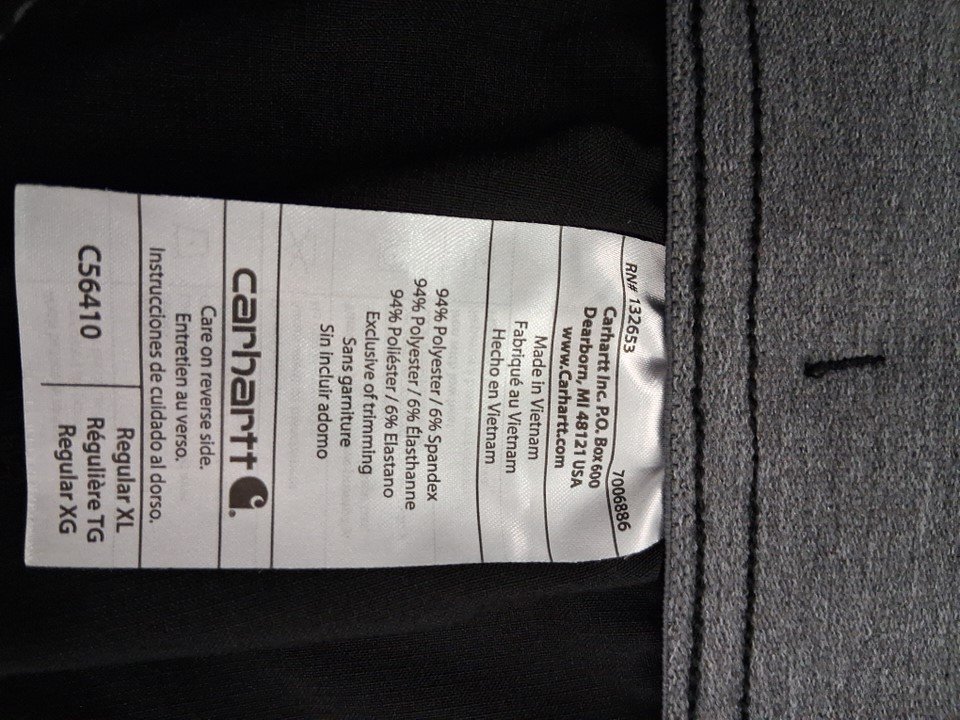 RN# 132653 7006886
Carhartt Inc. P.O. Box 600
Dearborn, MI 48121 USA
www.Carhartt.com
Made in Vietnam
Fabriqué au Vietnam
Hecho en Vietnam
94% Polyester / 6% Spandex
94% Polyester / 6% Élasthanne
94% Poliéster / 6% Elastano
Exclusive of trimming
Sans garniture
Sin incluir adorno
carhartt
Care on reverse side.
Entretien au verso.
Instrucciones de cuidado al dorso.
C56410
Regular XL
Régulière TG
Regular XG